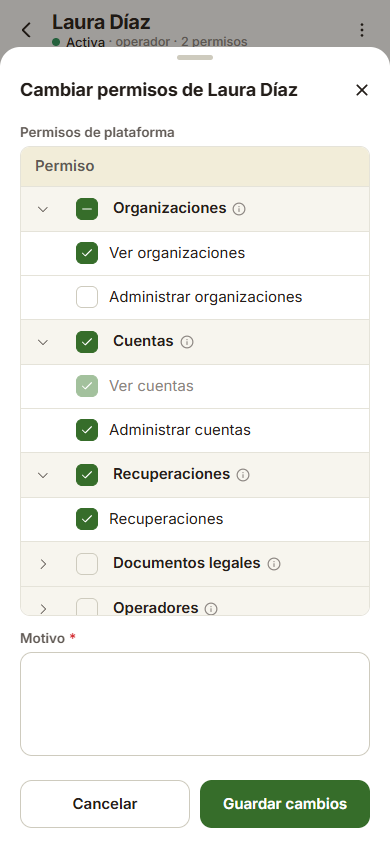 Laura Díaz
Activa · operador · 2 permisos
Cambiar permisos de Laura Díaz
Permisos de plataforma
Permiso
Organizaciones
Ver organizaciones
Administrar organizaciones
Cuentas
Ver cuentas
Administrar cuentas
Recuperaciones
Recuperaciones
Documentos legales
Operadores
Motivo *
Cancelar
Guardar cambios